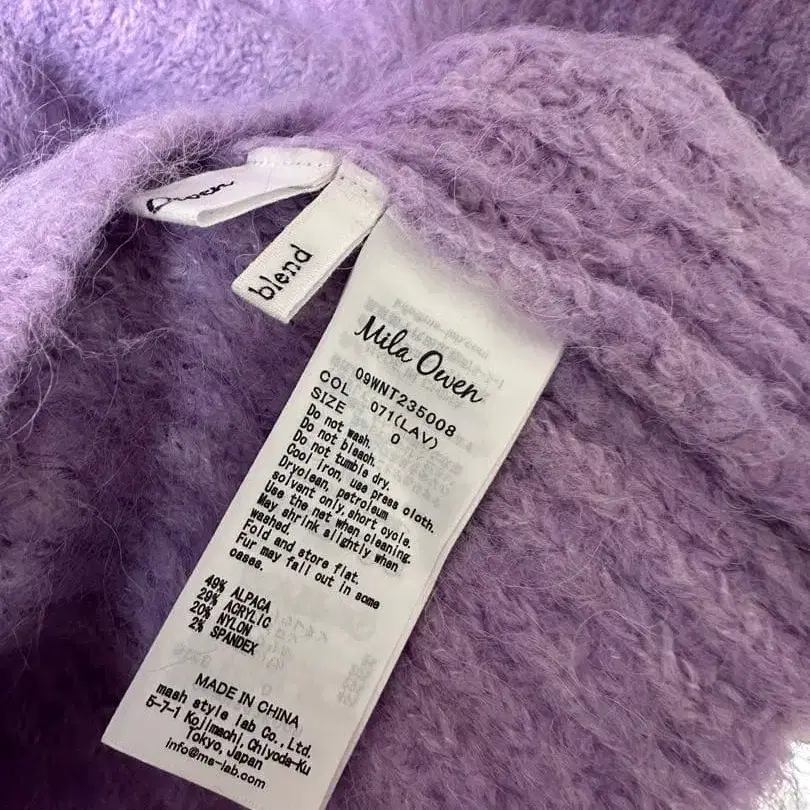 blend
Mila Owen
09WNT235008
COL 071(LAV)
SIZE 0
Do not wash.
Do not bleach.
Do not tumble dry.
Cool iron, use press cloth.
Dryclean, petroleum
solvent only,short cycle.
Use the net when cleaning.
May shrink slightly when
washed.
Fold and store flat.
Fur may fall out in some
cases.
49% ALPACA
29% ACRYLIC
20% NYLON
2% SPANDEX
MADE IN CHINA
mash style lab Co.,Ltd.
5-7-1 Kojimachi,Chiyoda-Ku
Tokyo,Japan
info@ms-lab.com